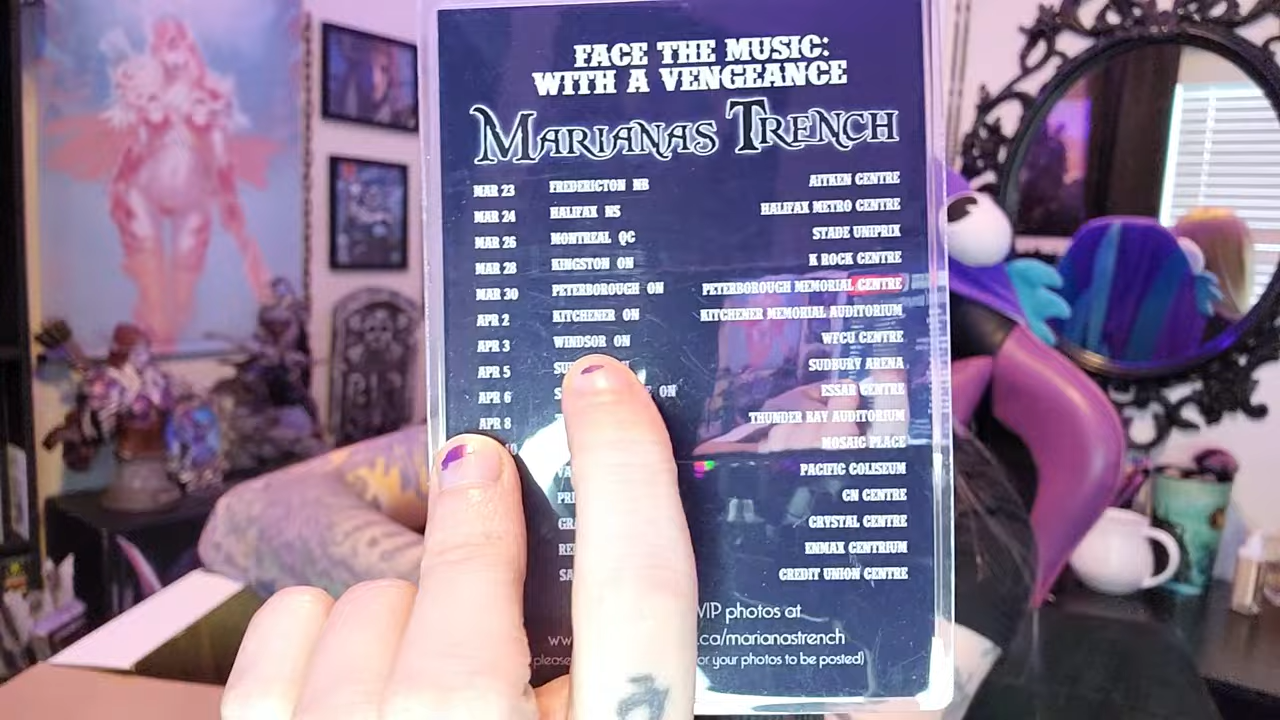 FACE THE MUSIC:
WITH A VENGEANCE
MARIANAS TRENCH
MAR 23 FREDERICTON NB AITKEN CENTRE
MAR 24 HALIFAX NS HALIFAX METRO CENTRE
MAR 26 MONTREAL QC STADE UNIPRIX
MAR 28 KINGSTON ON K ROCK CENTRE
MAR 30 PETERBOROUGH ON PETERBOROUGH MEMORIAL CENTRE
APR 2 KITCHENER ON KITCHENER MEMORIAL AUDITORIUM
APR 3 WINDSOR ON WFCU CENTRE
APR 5 SUDBURY ARENA
APR 6 ON ESSAR CENTRE
APR 8 THUNDER BAY AUDITORIUM
MOSAIC PLACE
PACIFIC COLISEUM
CN CENTRE
CRYSTAL CENTRE
ENMAX CENTRIUM
CREDIT UNION CENTRE
VIP photos at
.ca/marianastrench
for your photos to be posted)
RIP